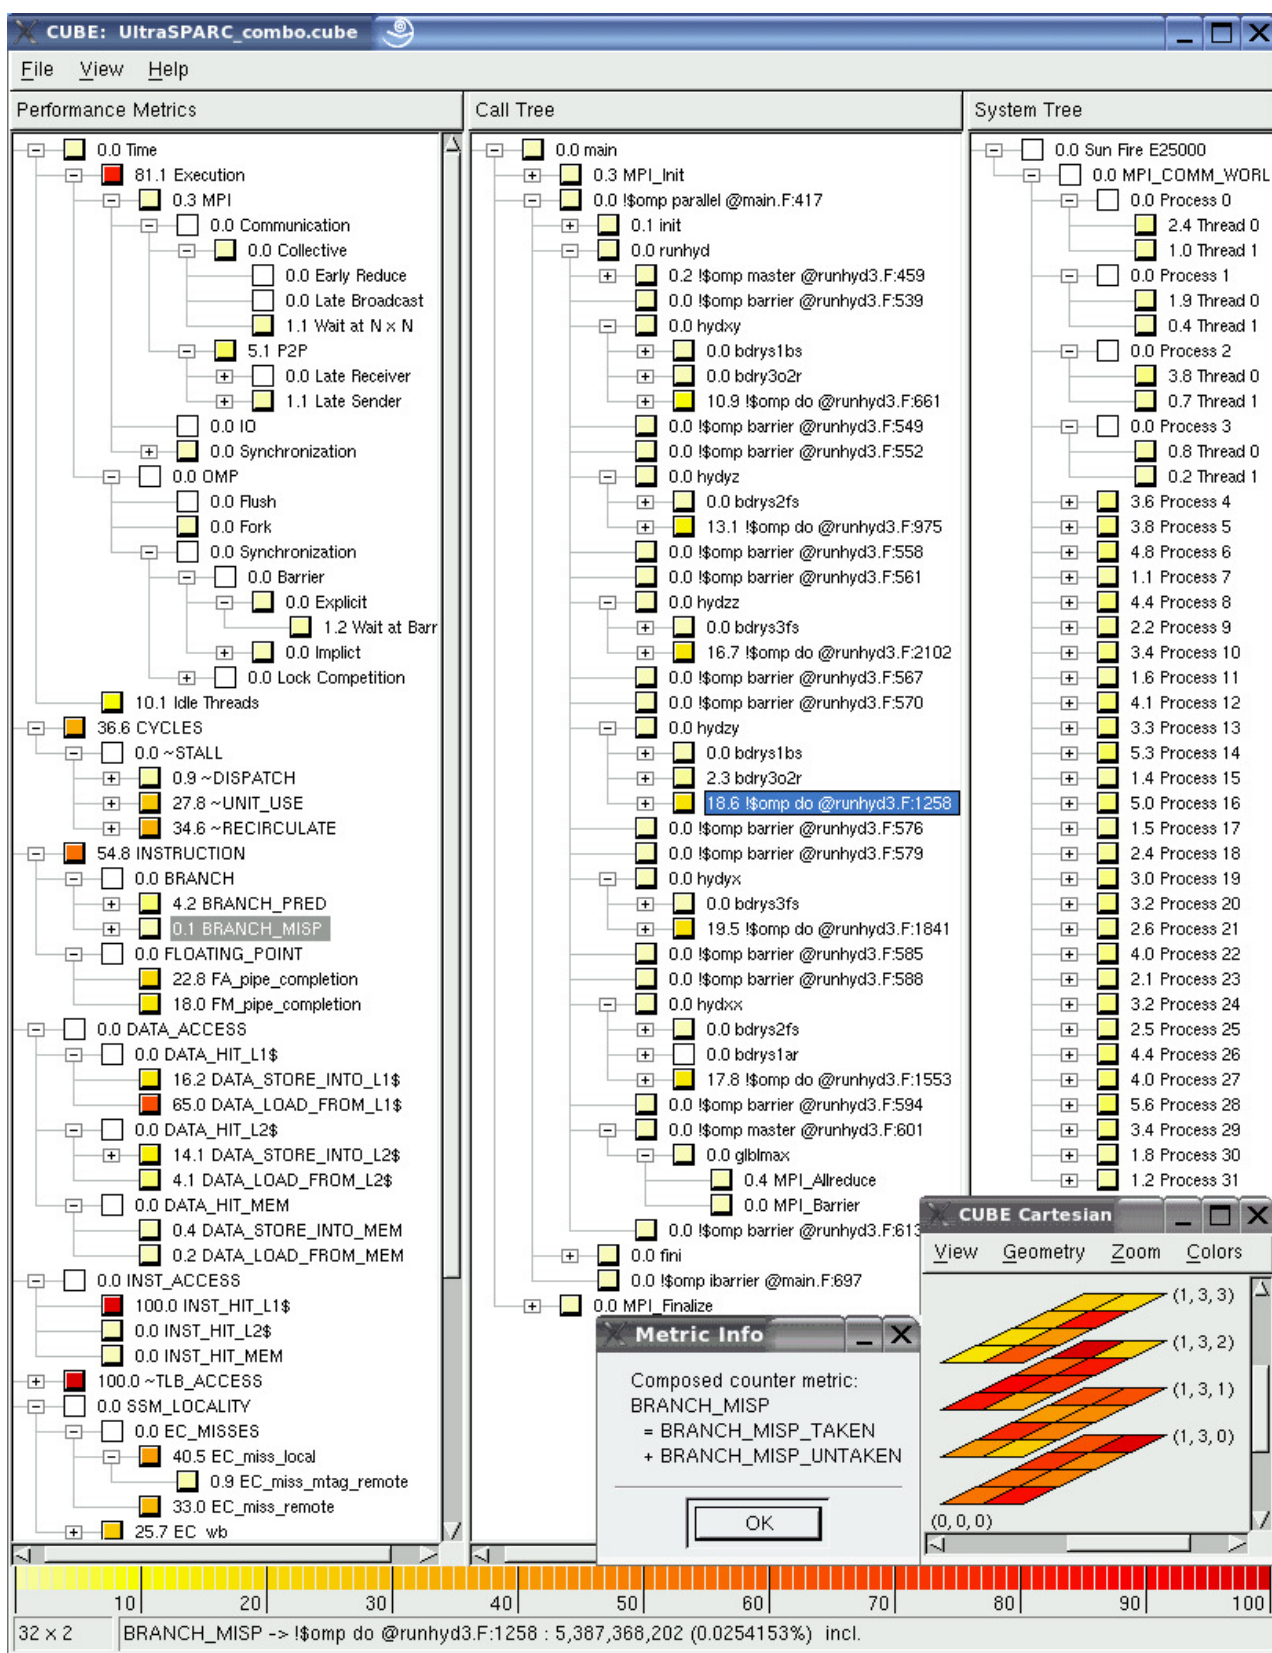 CUBE: UltraSPARC_combo.cube
File View Help
Performance Metrics
0.0 Time
81.1 Execution
0.3 MPI
0.0 Communication
0.0 Collective
0.0 Early Reduce
0.0 Late Broadcast
1.1 Wait at N x N
5.1 P2P
0.0 Late Receiver
1.1 Late Sender
0.0 IO
0.0 Synchronization
0.0 OMP
0.0 Flush
0.0 Fork
0.0 Synchronization
0.0 Barrier
0.0 Explicit
1.2 Wait at Barr
0.0 Implict
0.0 Lock Competition
10.1 Idle Threads
36.6 CYCLES
0.0 ~STALL
0.9 ~DISPATCH
27.8 ~UNIT_USE
34.6 ~RECIRCULATE
54.8 INSTRUCTION
0.0 BRANCH
4.2 BRANCH_PRED
0.1 BRANCH_MISP
0.0 FLOATING_POINT
22.8 FA_pipe_completion
18.0 FM_pipe_completion
0.0 DATA_ACCESS
0.0 DATA_HIT_L1$
16.2 DATA_STORE_INTO_L1$
65.0 DATA_LOAD_FROM_L1$
0.0 DATA_HIT_L2$
14.1 DATA_STORE_INTO_L2$
4.1 DATA_LOAD_FROM_L2$
0.0 DATA_HIT_MEM
0.4 DATA_STORE_INTO_MEM
0.2 DATA_LOAD_FROM_MEM
0.0 INST_ACCESS
100.0 INST_HIT_L1$
0.0 INST_HIT_L2$
0.0 INST_HIT_MEM
100.0 ~TLB_ACCESS
0.0 SSM_LOCALITY
0.0 EC_MISSES
40.5 EC_miss_local
0.9 EC_miss_mtag_remote
33.0 EC_miss_remote
25.7 EC_wb
Call Tree
0.0 main
0.3 MPI_Init
0.0 !$omp parallel @main.F:417
0.1 init
0.0 runhyd
0.2 !$omp master @runhyd3.F:459
0.0 !$omp barrier @runhyd3.F:539
0.0 hydxy
0.0 bdrys1bs
0.0 bdry3o2r
10.9 !$omp do @runhyd3.F:661
0.0 !$omp barrier @runhyd3.F:549
0.0 !$omp barrier @runhyd3.F:552
0.0 hydyz
0.0 bdrys2fs
13.1 !$omp do @runhyd3.F:975
0.0 !$omp barrier @runhyd3.F:558
0.0 !$omp barrier @runhyd3.F:561
0.0 hydzz
0.0 bdrys3fs
16.7 !$omp do @runhyd3.F:2102
0.0 !$omp barrier @runhyd3.F:567
0.0 !$omp barrier @runhyd3.F:570
0.0 hydzy
0.0 bdrys1bs
2.3 bdry3o2r
18.6 !$omp do @runhyd3.F:1258
0.0 !$omp barrier @runhyd3.F:576
0.0 !$omp barrier @runhyd3.F:579
0.0 hydyx
0.0 bdrys3fs
19.5 !$omp do @runhyd3.F:1841
0.0 !$omp barrier @runhyd3.F:585
0.0 !$omp barrier @runhyd3.F:588
0.0 hydxx
0.0 bdrys2fs
0.0 bdrys1ar
17.8 !$omp do @runhyd3.F:1553
0.0 !$omp barrier @runhyd3.F:594
0.0 !$omp master @runhyd3.F:601
0.0 glblmax
0.4 MPI_Allreduce
0.0 MPI_Barrier
0.0 !$omp barrier @runhyd3.F:613
0.0 fini
0.0 !$omp ibarrier @main.F:697
0.0 MPI_Finalize
System Tree
0.0 Sun Fire E25000
0.0 MPI_COMM_WORL
0.0 Process 0
2.4 Thread 0
1.0 Thread 1
0.0 Process 1
1.9 Thread 0
0.4 Thread 1
0.0 Process 2
3.8 Thread 0
0.7 Thread 1
0.0 Process 3
0.8 Thread 0
0.2 Thread 1
3.6 Process 4
3.8 Process 5
4.8 Process 6
1.1 Process 7
4.4 Process 8
2.2 Process 9
3.4 Process 10
1.6 Process 11
4.1 Process 12
3.3 Process 13
5.3 Process 14
1.4 Process 15
5.0 Process 16
1.5 Process 17
2.4 Process 18
3.0 Process 19
3.2 Process 20
2.6 Process 21
4.0 Process 22
2.1 Process 23
3.2 Process 24
2.5 Process 25
4.4 Process 26
4.0 Process 27
5.6 Process 28
3.4 Process 29
1.8 Process 30
1.2 Process 31
CUBE Cartesian
View Geometry Zoom Colors
(1, 3, 3)
(1, 3, 2)
(1, 3, 1)
(1, 3, 0)
(0, 0, 0)
Metric Info
Composed counter metric:
BRANCH_MISP
= BRANCH_MISP_TAKEN
+ BRANCH_MISP_UNTAKEN
OK
10 20 30 40 50 60 70 80 90 100
32 x 2 BRANCH_MISP -> !$omp do @runhyd3.F:1258 : 5,387,368,202 (0.0254153%) incl.